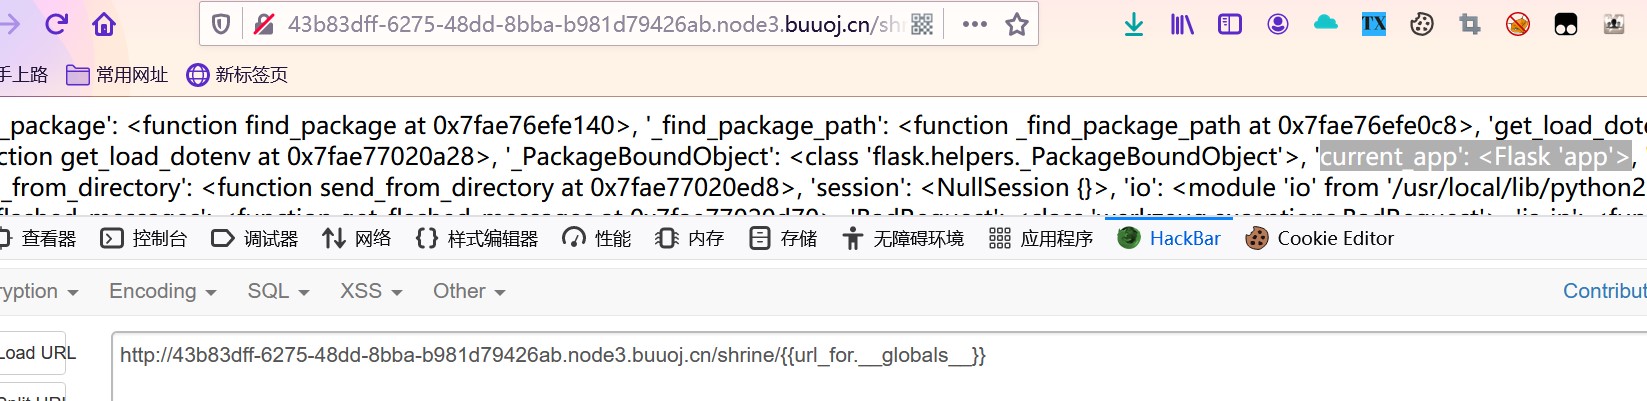 43b83dff-6275-48dd-8bba-b981d79426ab.node3.buuoj.cn/shri
TX
手上路 常用网址 新标签页
_package': <function find_package at 0x7fae76efe140>, '_find_package_path': <function _find_package_path at 0x7fae76efe0c8>, 'get_load_dote
ction get_load_dotenv at 0x7fae77020a28>, '_PackageBoundObject': <class 'flask.helpers._PackageBoundObject'>, 'current_app': <Flask 'app'>, '
_from_directory': <function send_from_directory at 0x7fae77020ed8>, 'session': <NullSession {}>, 'io': <module 'io' from '/usr/local/lib/python2
查看器 控制台 调试器 网络 样式编辑器 性能 内存 存储 无障碍环境 应用程序 HackBar Cookie Editor
ryption Encoding SQL XSS Other Contribut
Load URL
http://43b83dff-6275-48dd-8bba-b981d79426ab.node3.buuoj.cn/shrine/{{url_for.__globals__}}